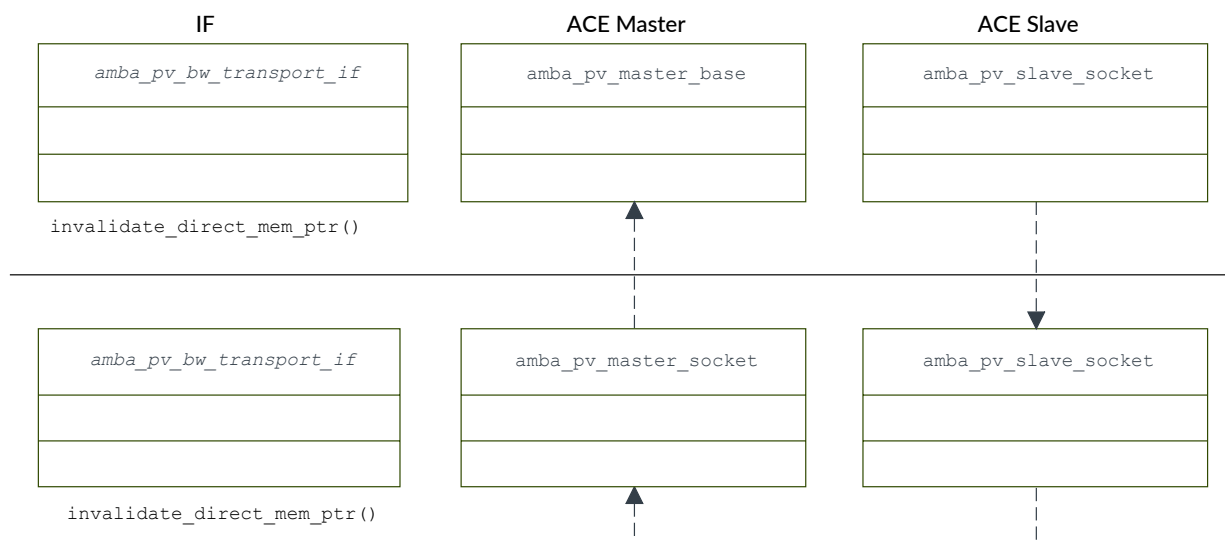 IF
ACE Master
ACE Slave
amba_pv_bw_transport_if
amba_pv_master_base
amba_pv_slave_socket
invalidate_direct_mem_ptr()
amba_pv_bw_transport_if
amba_pv_master_socket
amba_pv_slave_socket
invalidate_direct_mem_ptr()